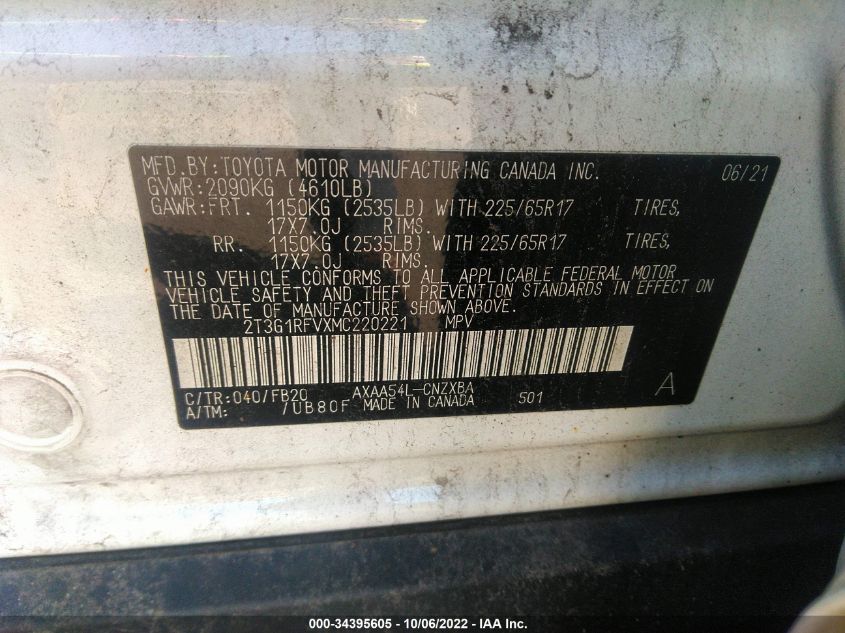 MFD.BY:TOYOTA MOTOR MANUFACTURING CANADA INC. 06/21
GVWR:2090KG (4610LB)
GAWR:FRT. 1150KG (2535LB) WITH 225/65R17 TIRES,
17X7.0J RIMS.
RR. 1150KG (2535LB) WITH 225/65R17 TIRES,
17X7.0J RIMS.
THIS VEHICLE CONFORMS TO ALL APPLICABLE FEDERAL MOTOR
VEHICLE SAFETY AND THEFT PREVENTION STANDARDS IN EFFECT ON
THE DATE OF MANUFACTURE SHOWN ABOVE.
2T3G1RFVXMC220221 MPV
C/TR:040/FB20 AXAA54L-CNZXBA A
A/TM: /UB80F MADE IN CANADA S01
000-34395605 - 10/06/2022 - IAA Inc.